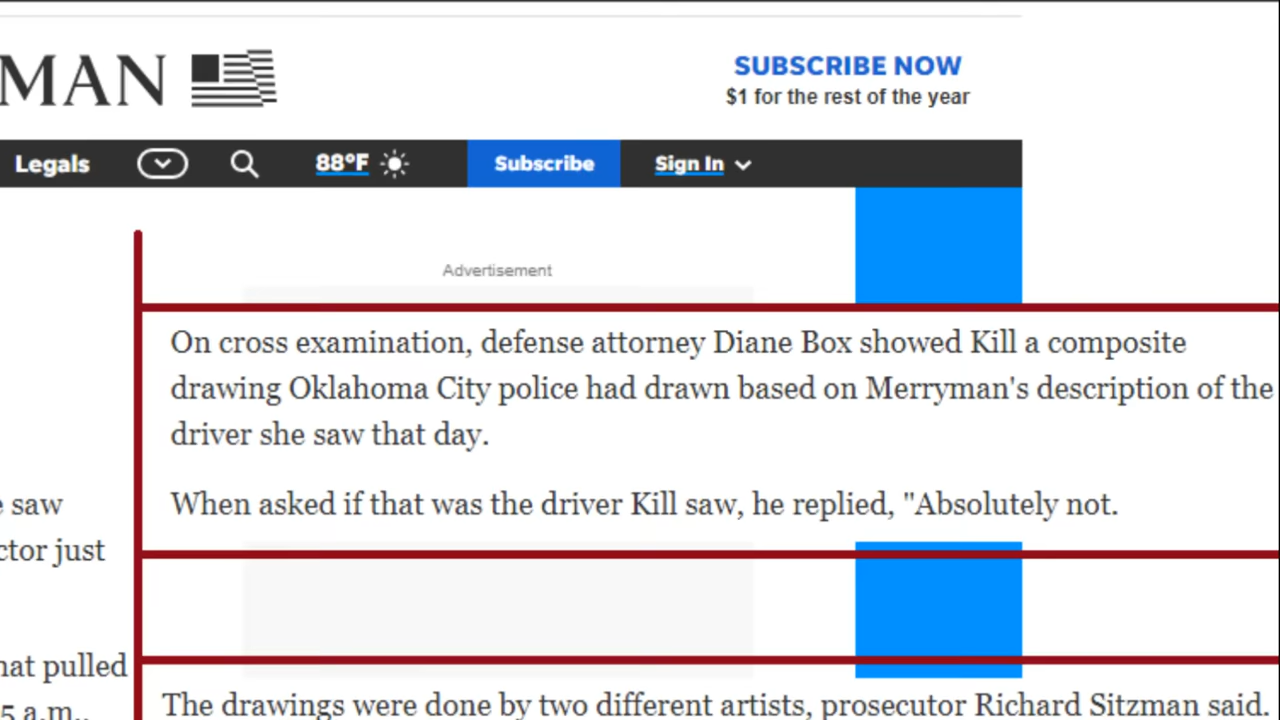 MAN
SUBSCRIBE NOW
$1 for the rest of the year
Legals
88°F
Subscribe
Sign In
Advertisement
On cross examination, defense attorney Diane Box showed Kill a composite
drawing Oklahoma City police had drawn based on Merryman's description of the
driver she saw that day.
When asked if that was the driver Kill saw, he replied, "Absolutely not.
saw
ctor just
hat pulled
5 a.m.,
The drawings were done by two different artists, prosecutor Richard Sitzman said.